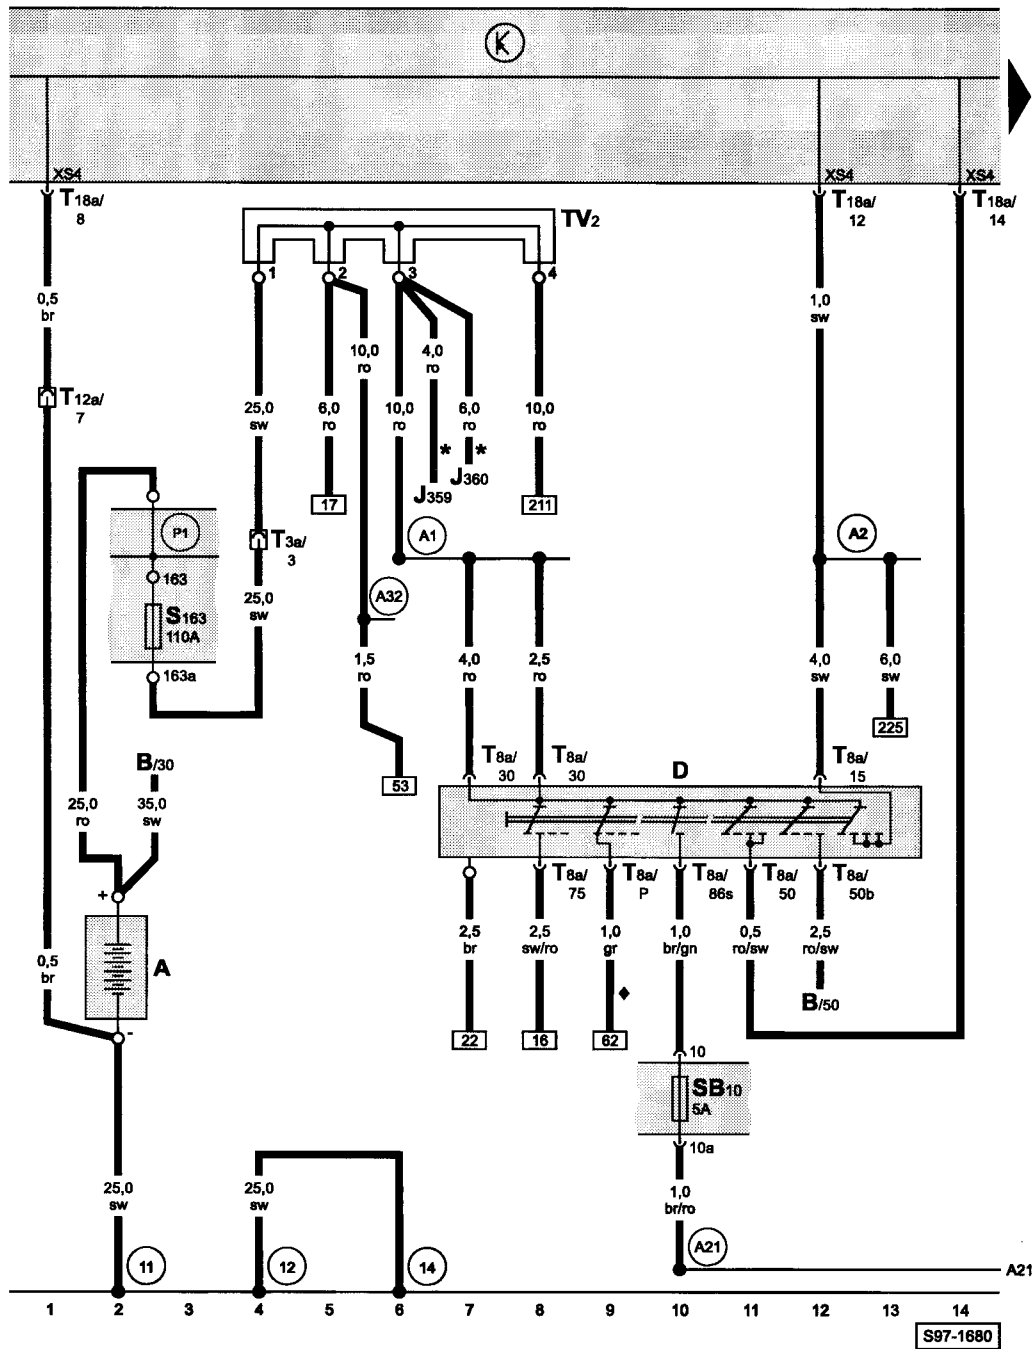 K
XS4
XS4
XS4
T18a/
8
T18a/
12
T18a/
14
TV2
1
2
3
4
0,5
br
1,0
sw
10,0
ro
4,0
ro
T12a/
7
25,0
sw
6,0
ro
10,0
ro
6,0
ro
10,0
ro
*
*
J359
J360
17
211
P1
T3a/
3
A1
A2
163
S163
110A
25,0
sw
A32
163a
1,5
ro
4,0
ro
2,5
ro
4,0
sw
6,0
sw
225
B/30
53
T8a/
30
T8a/
30
D
T8a/
15
25,0
ro
35,0
sw
+
T8a/
75
T8a/
P
T8a/
86s
T8a/
50
T8a/
50b
0,5
br
A
2,5
br
2,5
sw/ro
1,0
gr
1,0
br/gn
0,5
ro/sw
2,5
ro/sw
B/50
-
22
16
62
10
SB10
5A
10a
25,0
sw
25,0
sw
1,0
br/ro
11
12
14
A21
A21
1 2 3 4 5 6 7 8 9 10 11 12 13 14
S97-1680